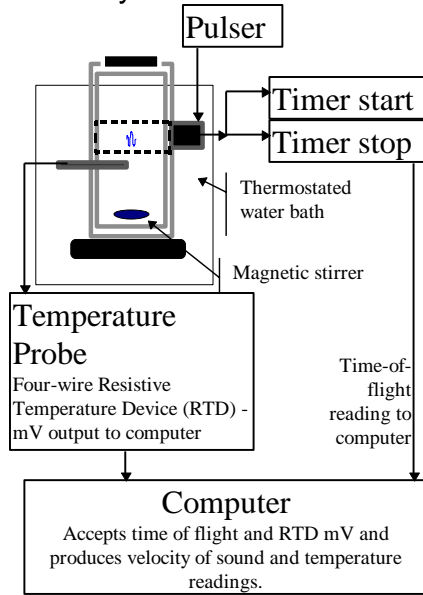 Pulser
Timer start
Timer stop
Thermostated
water bath
Magnetic stirrer
Temperature
Probe
Four-wire Resistive
Temperature Device (RTD) -
mV output to computer
Time-of-
flight
reading to
computer
Computer
Accepts time of flight and RTD mV and
produces velocity of sound and temperature
readings.